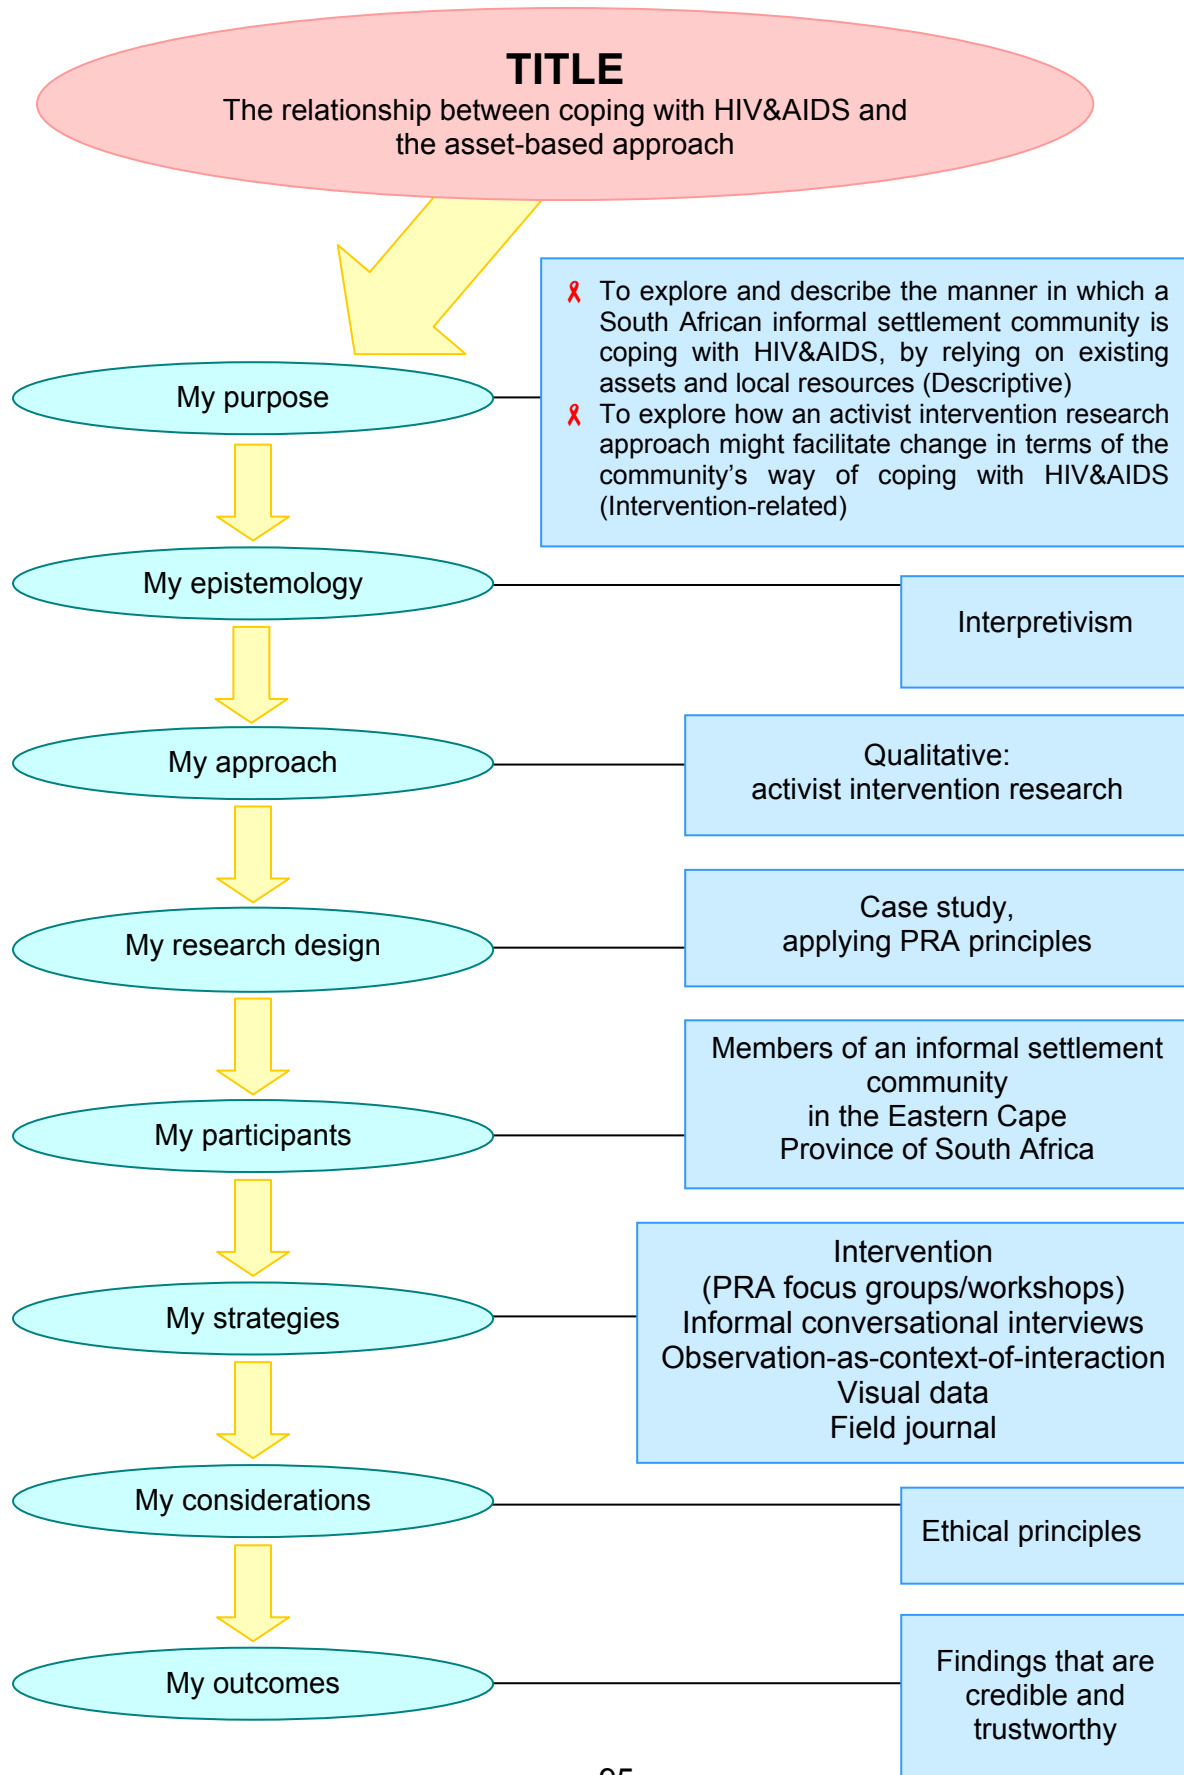 TITLE
The relationship between coping with HIV&AIDS and
the asset-based approach
To explore and describe the manner in which a
South African informal settlement community is
coping with HIV&AIDS, by relying on existing
assets and local resources (Descriptive)
To explore how an activist intervention research
approach might facilitate change in terms of the
community’s way of coping with HIV&AIDS
(Intervention-related)
My purpose
My epistemology
Interpretivism
My approach
Qualitative:
activist intervention research
My research design
Case study,
applying PRA principles
My participants
Members of an informal settlement
community
in the Eastern Cape
Province of South Africa
My strategies
Intervention
(PRA focus groups/workshops)
Informal conversational interviews
Observation-as-context-of-interaction
Visual data
Field journal
My considerations
Ethical principles
My outcomes
Findings that are
credible and
trustworthy